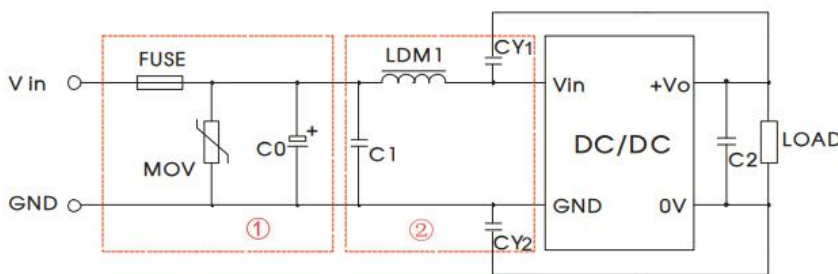 FUSE
LDM1
CY1
V in
Vin
+Vo
MOV
C0
+
C1
DC/DC
C2
LOAD
GND
GND
0V
①
②
CY2